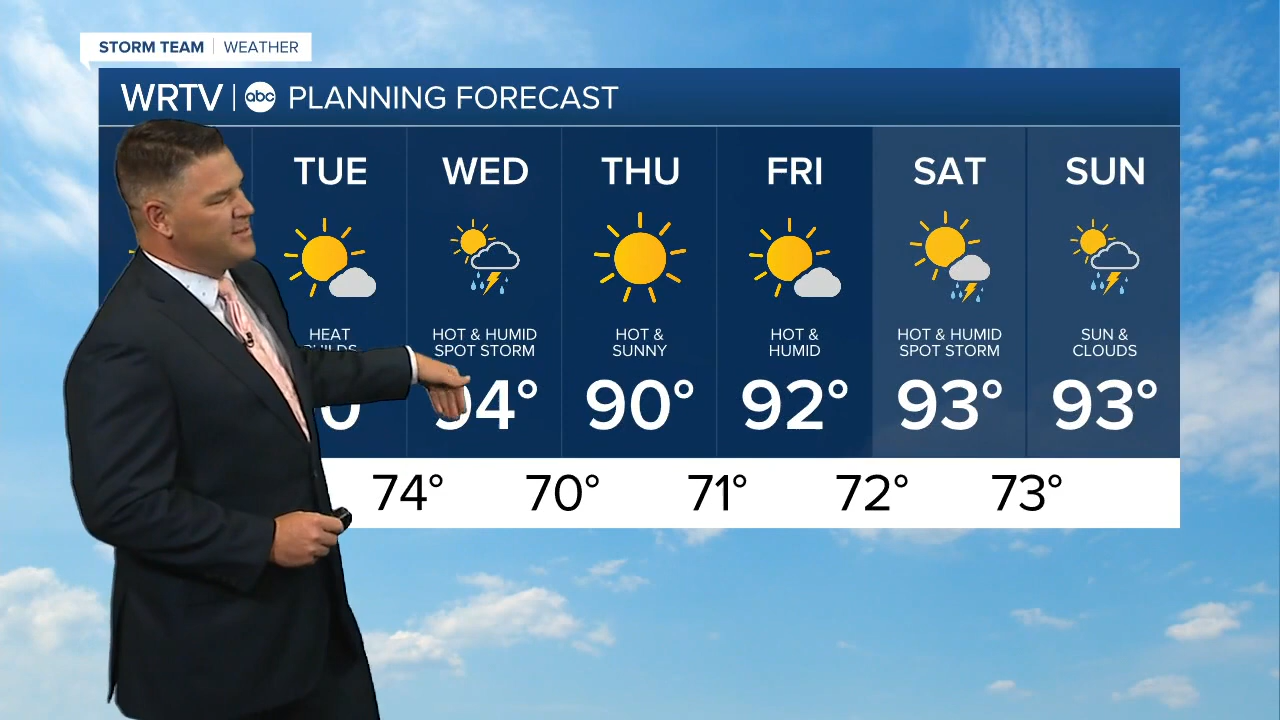 STORM TEAM | WEATHER
WRTV | abc PLANNING FORECAST
TUE WED THU FRI SAT SUN
HEAT HOT & HUMID HOT & HOT & HOT & HUMID SUN &
SPOT STORM SUNNY HUMID SPOT STORM CLOUDS
94° 90° 92° 93° 93°
74° 70° 71° 72° 73°